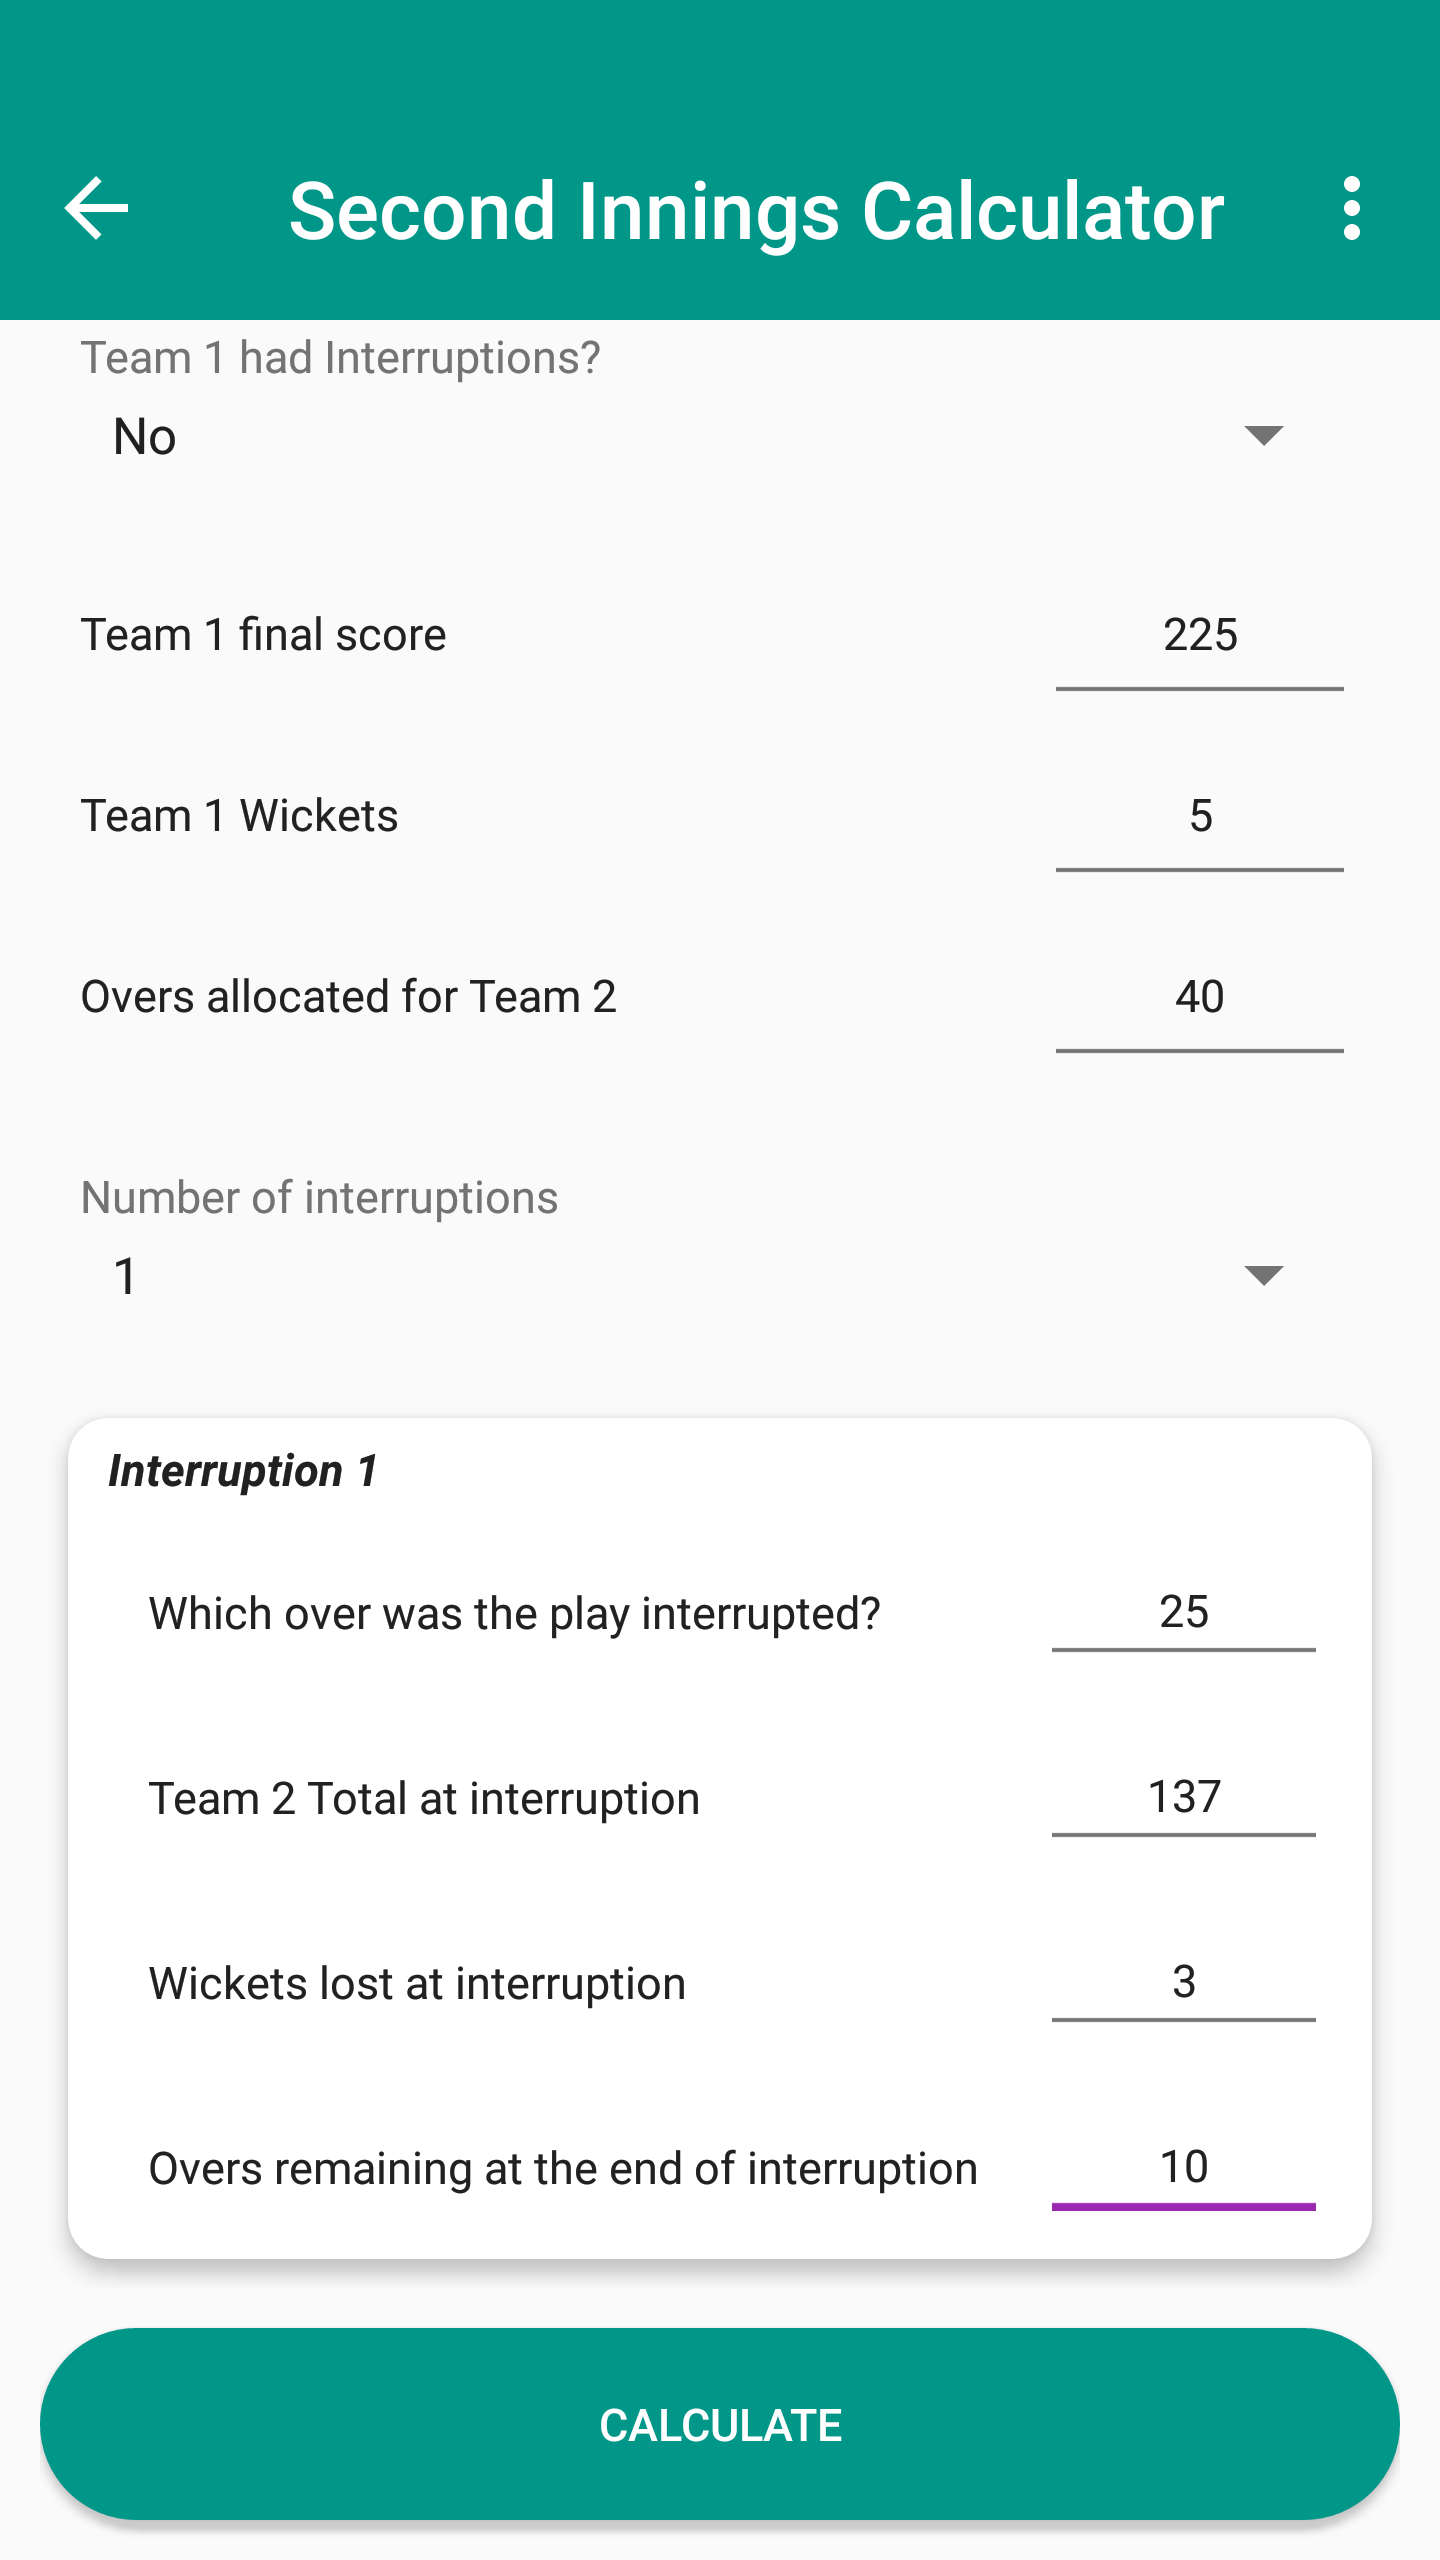 Second Innings Calculator
Team 1 had Interruptions?
No
Team 1 final score 225
Team 1 Wickets 5
Overs allocated for Team 2 40
Number of interruptions
1
Interruption 1
Which over was the play interrupted? 25
Team 2 Total at interruption 137
Wickets lost at interruption 3
Overs remaining at the end of interruption 10
CALCULATE